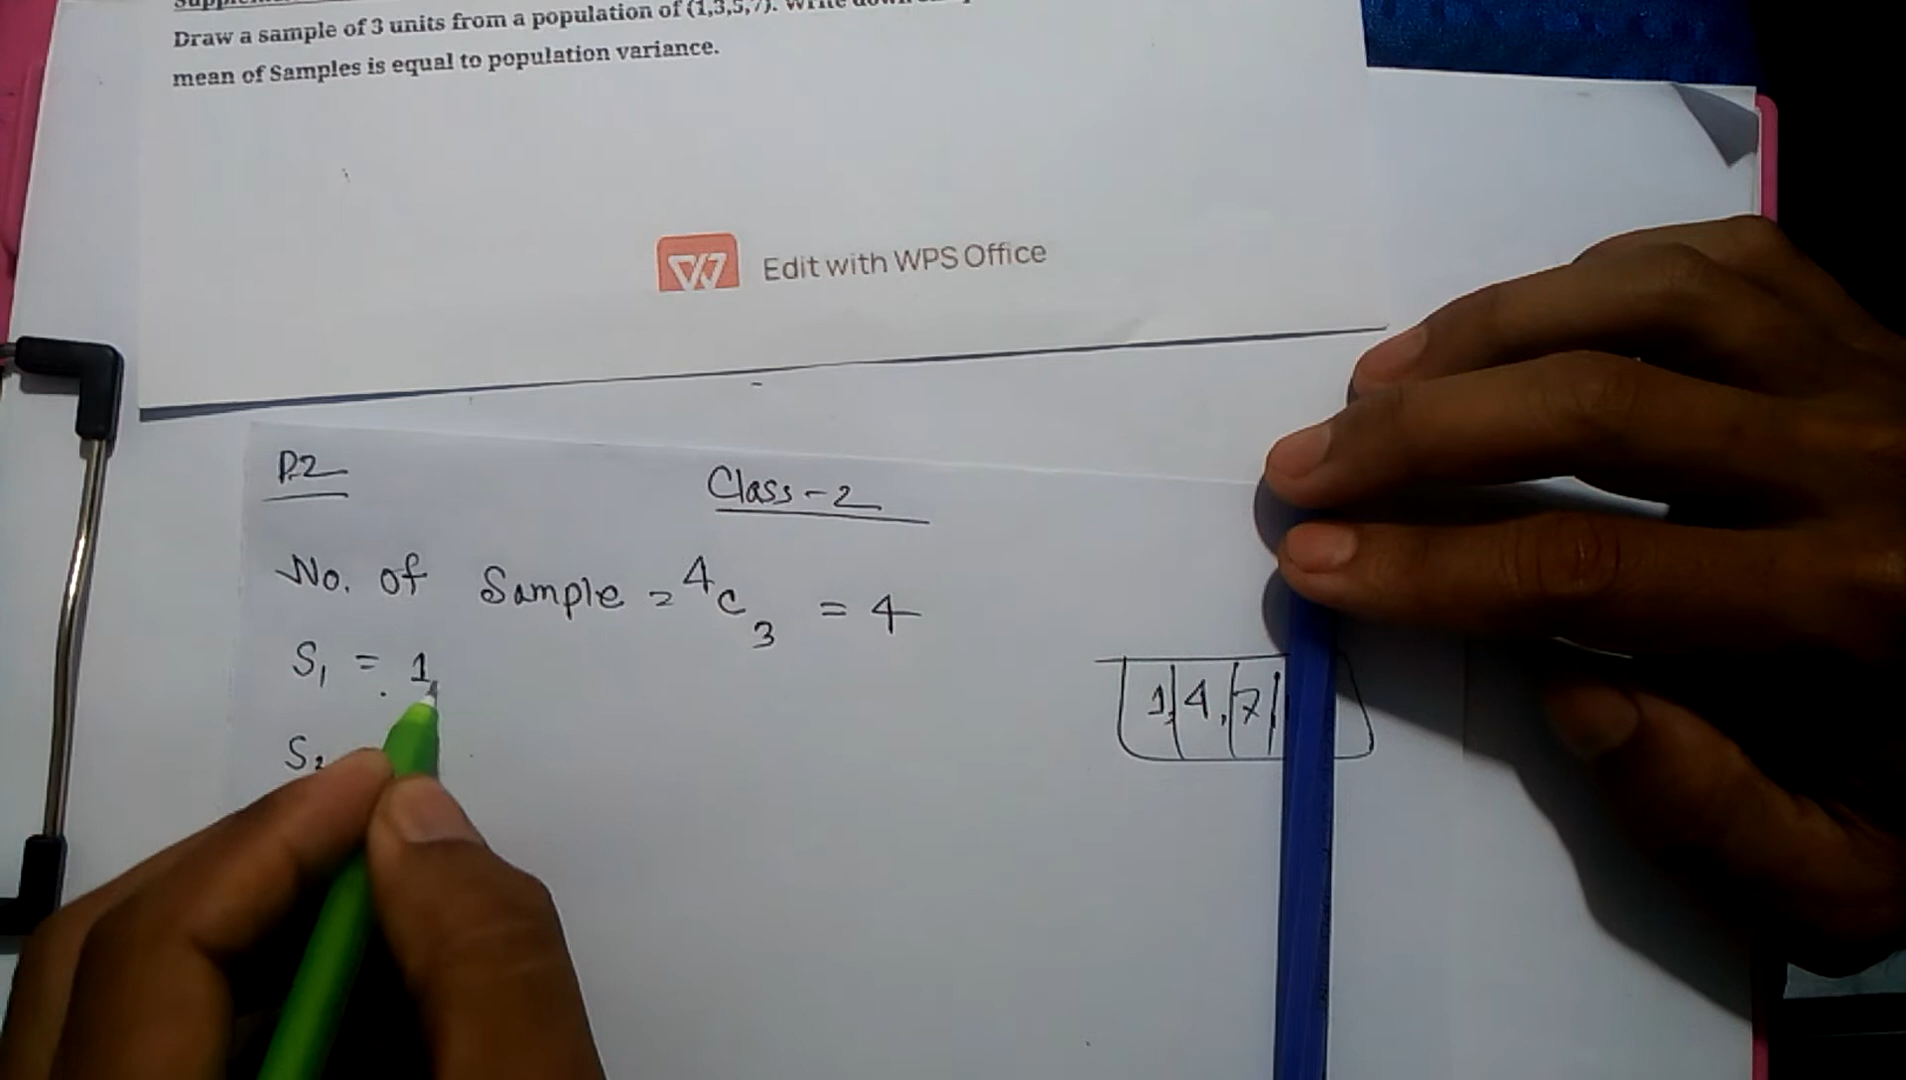 Draw a sample of 3 units from a population of (1,3,5,7). Write down
mean of Samples is equal to population variance.
Edit with WPS Office
P.2
Class-2
No. of Sample = 4C3 = 4
S1 = 1,
1,4,7
S2